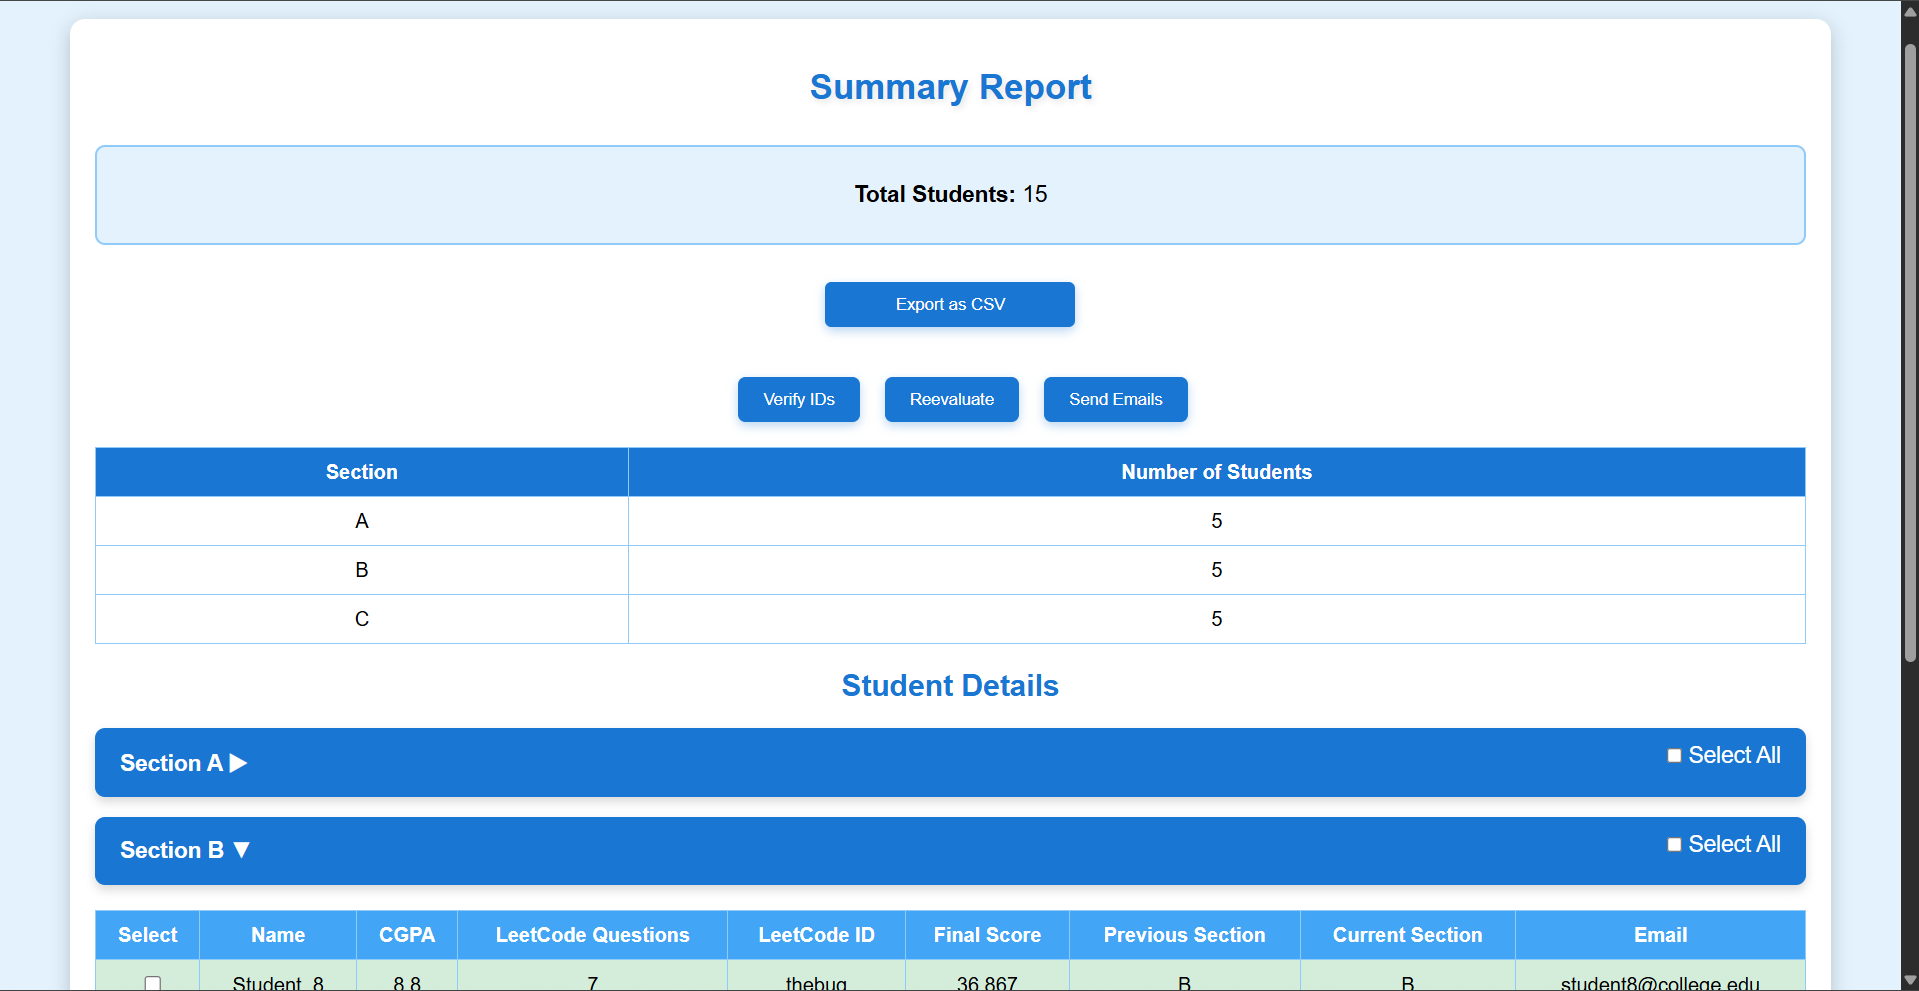 Summary Report
Total Students: 15
Export as CSV
Verify IDs Reevaluate Send Emails
Section Number of Students
A 5
B 5
C 5
Student Details
Section A ▶ Select All
Section B ▼ Select All
Select Name CGPA LeetCode Questions LeetCode ID Final Score Previous Section Current Section Email
Student_8 8.8 7 thebug 36.867 B B student8@college.edu